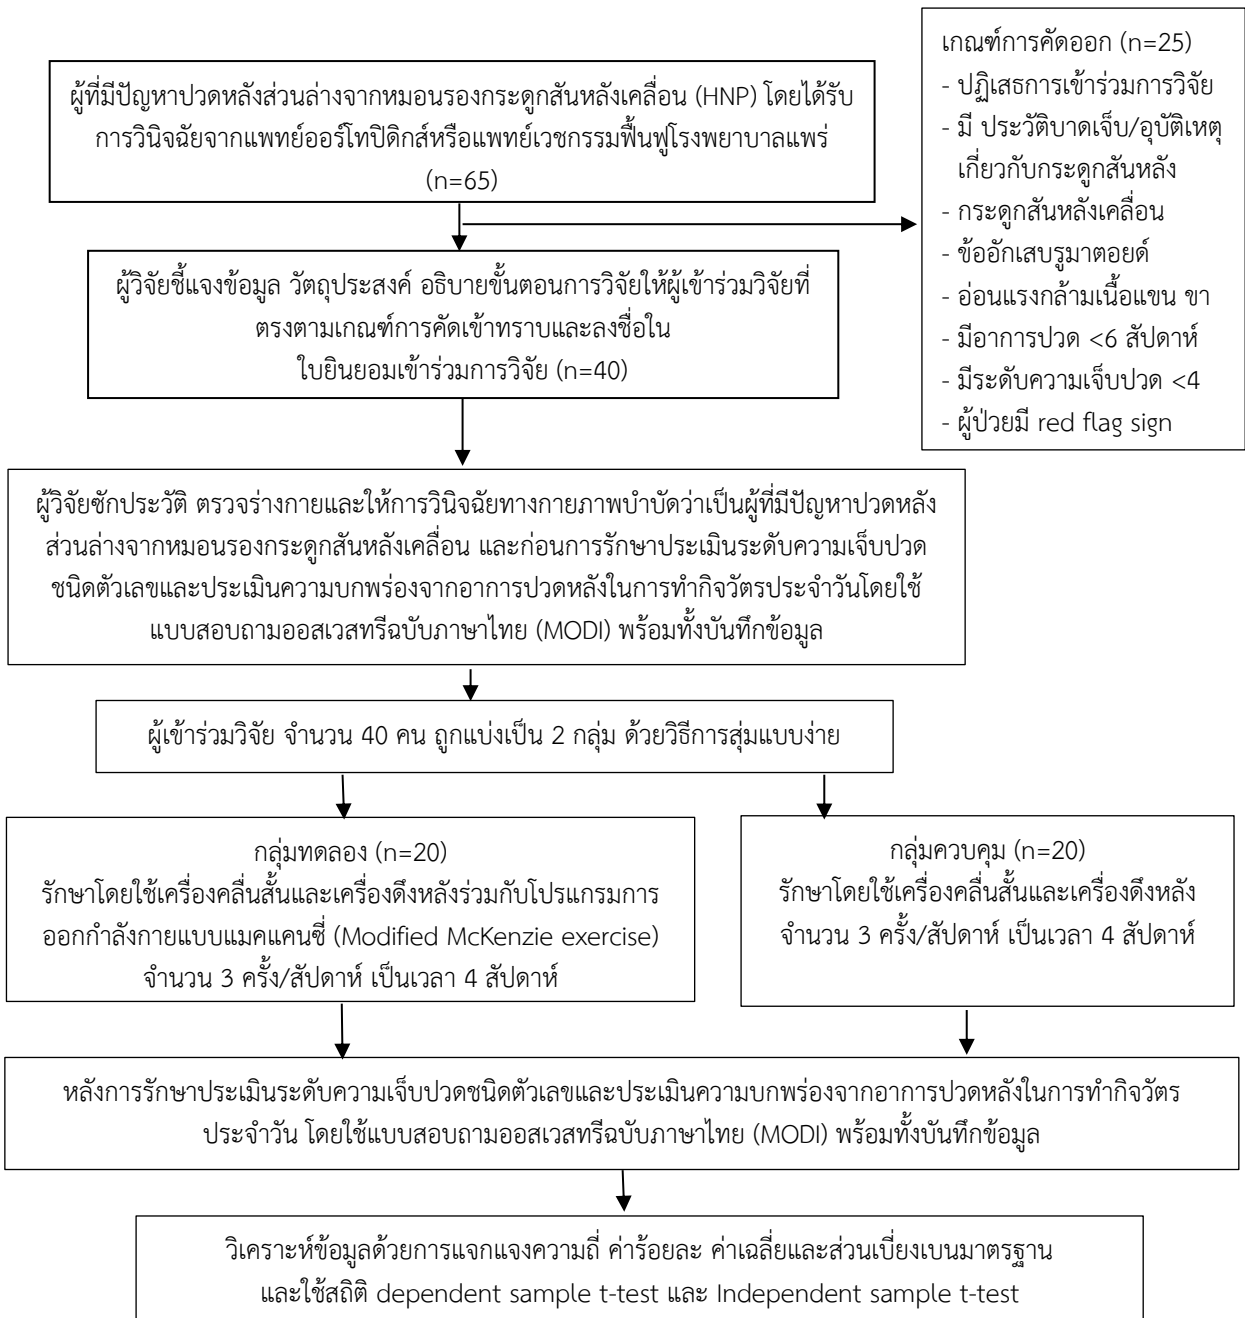 ผู้ที่มีปัญหาปวดหลังส่วนล่างจากหมอนรองกระดูกสันหลังเคลื่อน (HNP) โดยได้รับ
การวินิจฉัยจากแพทย์ออร์โทปิดิกส์หรือแพทย์เวชกรรมฟื้นฟูโรงพยาบาลแพร่
(n=65)
เกณฑ์การคัดออก (n=25)
- ปฏิเสธการเข้าร่วมการวิจัย
- มี ประวัติบาดเจ็บ/อุบัติเหตุ
เกี่ยวกับกระดูกสันหลัง
- กระดูกสันหลังเคลื่อน
- ข้ออักเสบรูมาตอยด์
- อ่อนแรงกล้ามเนื้อแขน ขา
- มีอาการปวด <6 สัปดาห์
- มีระดับความเจ็บปวด <4
- ผู้ป่วยมี red flag sign
ผู้วิจัยชี้แจงข้อมูล วัตถุประสงค์ อธิบายขั้นตอนการวิจัยให้ผู้เข้าร่วมวิจัยที่
ตรงตามเกณฑ์การคัดเข้าทราบและลงชื่อใน
ใบยินยอมเข้าร่วมการวิจัย (n=40)
ผู้วิจัยซักประวัติ ตรวจร่างกายและให้การวินิจฉัยทางกายภาพบำบัดว่าเป็นผู้ที่มีปัญหาปวดหลัง
ส่วนล่างจากหมอนรองกระดูกสันหลังเคลื่อน และก่อนการรักษาประเมินระดับความเจ็บปวด
ชนิดตัวเลขและประเมินความบกพร่องจากอาการปวดหลังในการทำกิจวัตรประจำวันโดยใช้
แบบสอบถามออสเวสทรีฉบับภาษาไทย (MODI) พร้อมทั้งบันทึกข้อมูล
ผู้เข้าร่วมวิจัย จำนวน 40 คน ถูกแบ่งเป็น 2 กลุ่ม ด้วยวิธีการสุ่มแบบง่าย
กลุ่มทดลอง (n=20)
รักษาโดยใช้เครื่องคลื่นสั้นและเครื่องดึงหลังร่วมกับโปรแกรมการ
ออกกำลังกายแบบแมคแคนซี่ (Modified McKenzie exercise)
จำนวน 3 ครั้ง/สัปดาห์ เป็นเวลา 4 สัปดาห์
กลุ่มควบคุม (n=20)
รักษาโดยใช้เครื่องคลื่นสั้นและเครื่องดึงหลัง
จำนวน 3 ครั้ง/สัปดาห์ เป็นเวลา 4 สัปดาห์
หลังการรักษาประเมินระดับความเจ็บปวดชนิดตัวเลขและประเมินความบกพร่องจากอาการปวดหลังในการทำกิจวัตร
ประจำวัน โดยใช้แบบสอบถามออสเวสทรีฉบับภาษาไทย (MODI) พร้อมทั้งบันทึกข้อมูล
วิเคราะห์ข้อมูลด้วยการแจกแจงความถี่ ค่าร้อยละ ค่าเฉลี่ยและส่วนเบี่ยงเบนมาตรฐาน
และใช้สถิติ dependent sample t-test และ Independent sample t-test